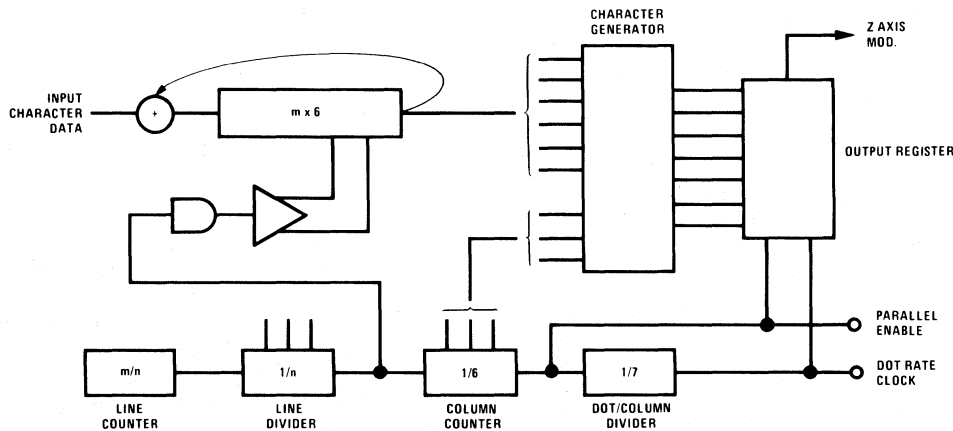 CHARACTER
GENERATOR
Z AXIS
MOD.
INPUT
CHARACTER
DATA
+
m x 6
OUTPUT REGISTER
PARALLEL
ENABLE
m/n
1/n
1/6
1/7
DOT RATE
CLOCK
LINE
COUNTER
LINE
DIVIDER
COLUMN
COUNTER
DOT/COLUMN
DIVIDER